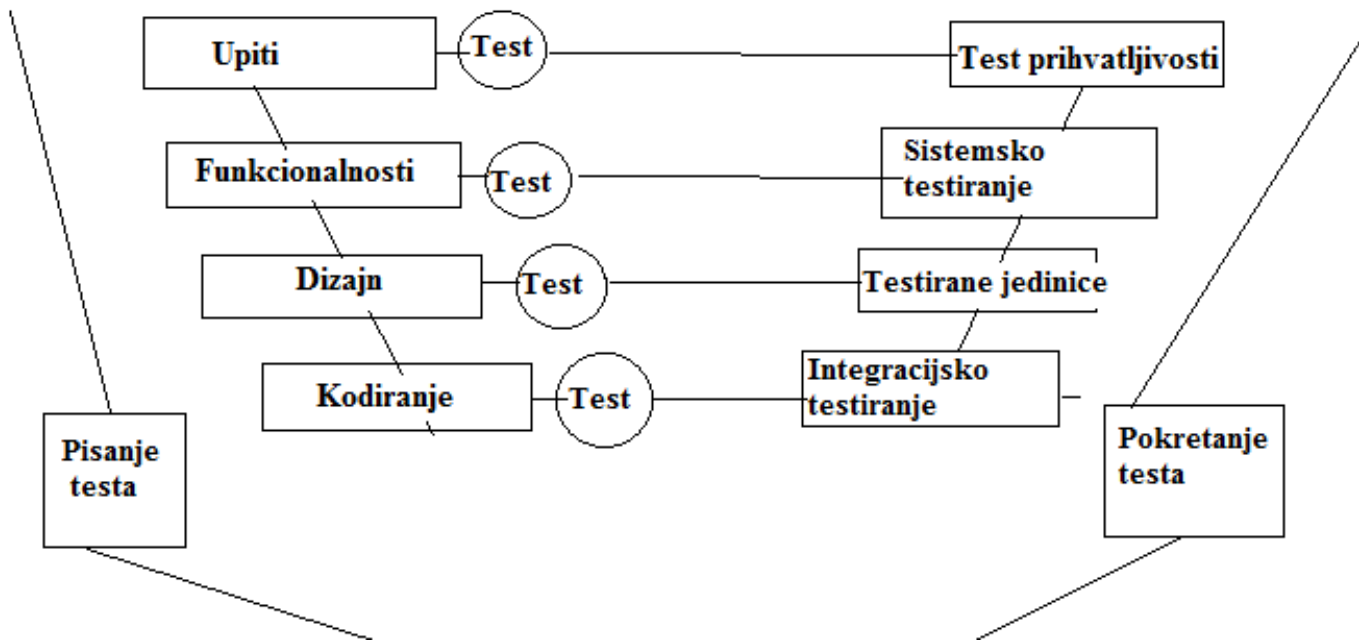 Upiti
Test
Test prihvatljivosti
Funkcionalnosti
Test
Sistemsko
testiranje
Dizajn
Test
Testirane jedinice
Kodiranje
Test
Integracijsko
testiranje
Pisanje
testa
Pokretanje
testa